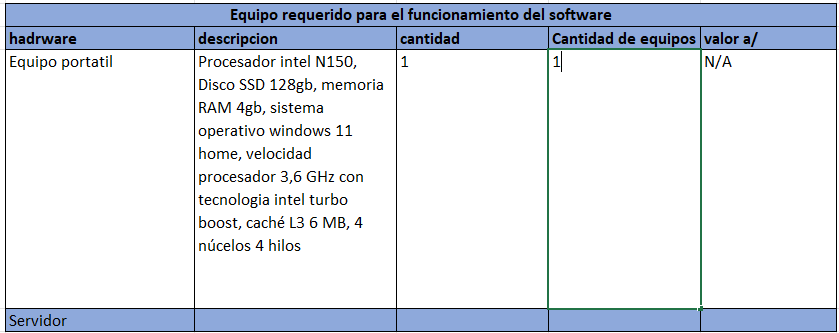 Equipo requerido para el funcionamiento del software
hadrware descripcion cantidad Cantidad de equipos valor a/
Equipo portatil Procesador intel N150, 1 1 N/A
Disco SSD 128gb, memoria
RAM 4gb, sistema
operativo windows 11
home, velocidad
procesador 3,6 GHz con
tecnologia intel turbo
boost, caché L3 6 MB, 4
núcelos 4 hilos
Servidor